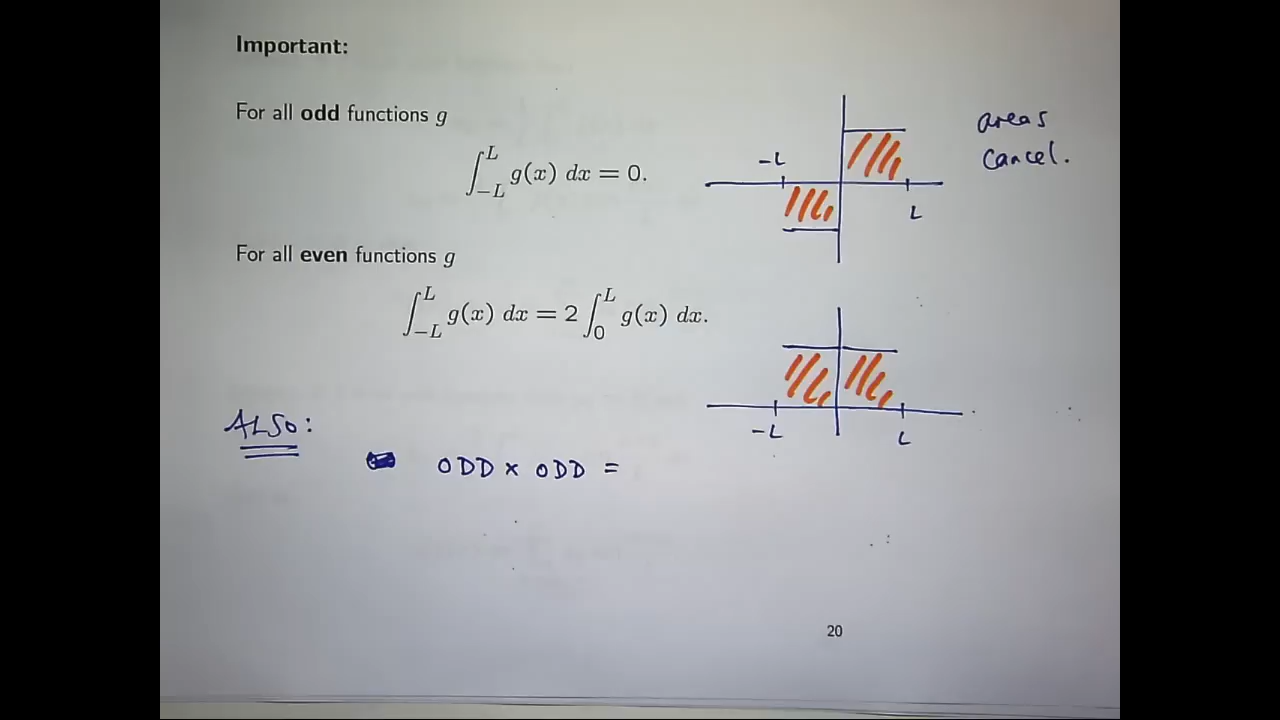 Important:
For all odd functions g
∫_{-L}^{L} g(x) dx = 0.
-L
L
areas
cancel.
For all even functions g
∫_{-L}^{L} g(x) dx = 2 ∫_{0}^{L} g(x) dx.
-L
L
ALSO:
ODD × ODD =
20